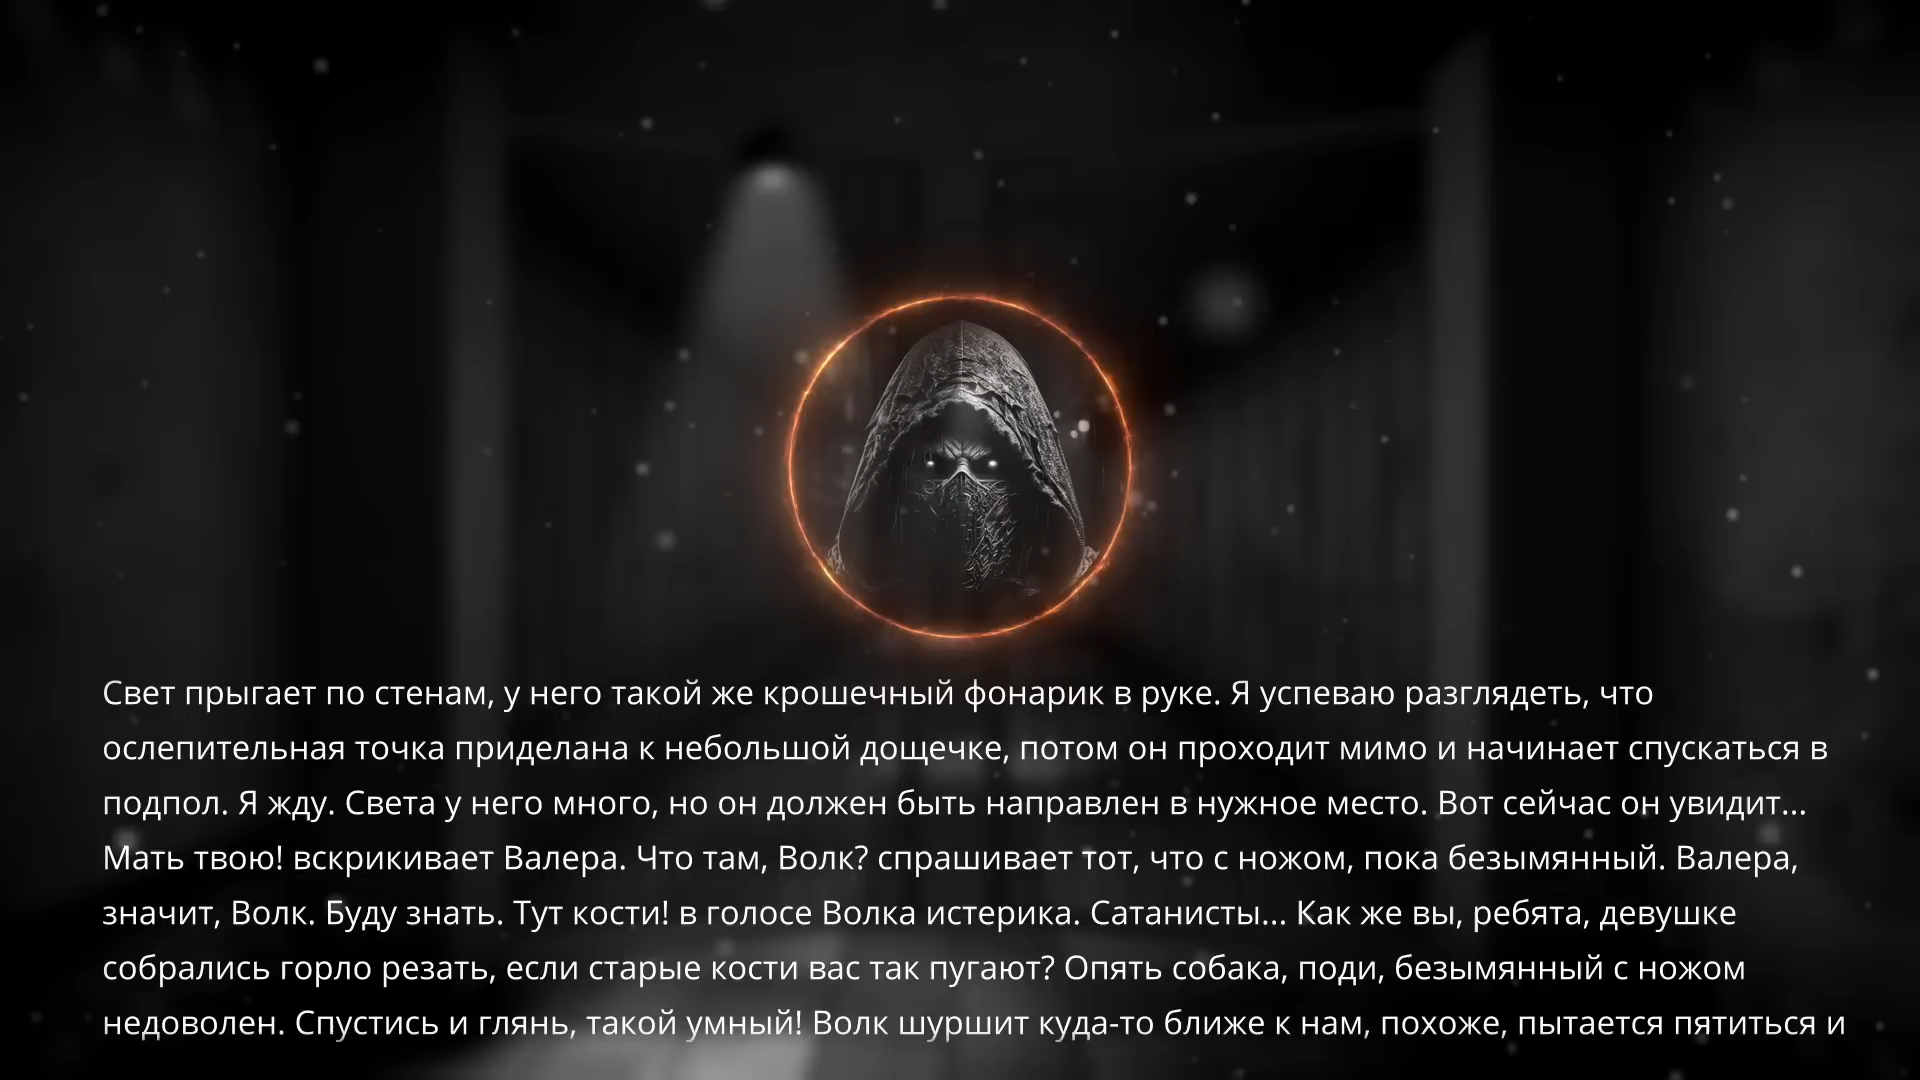 Свет прыгает по стенам, у него такой же крошечный фонарик в руке. Я успеваю разглядеть, что
ослепительная точка приделана к небольшой дощечке, потом он проходит мимо и начинает спускаться в
подпол. Я жду. Света у него много, но он должен быть направлен в нужное место. Вот сейчас он увидит...
Мать твою! вскрикивает Валера. Что там, Волк? спрашивает тот, что с ножом, пока безымянный. Валера,
значит, Волк. Буду знать. Тут кости! в голосе Волка истерика. Сатанисты... Как же вы, ребята, девушке
собрались горло резать, если старые кости вас так пугают? Опять собака, поди, безымянный с ножом
недоволен. Спустись и глянь, такой умный! Волк шуршит куда-то ближе к нам, похоже, пытается пятиться и